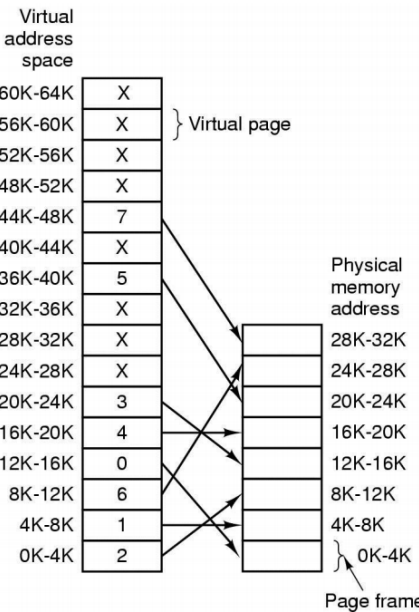 Virtual
address
space
60K-64K X
56K-60K X } Virtual page
52K-56K X
48K-52K X
44K-48K 7
40K-44K X
36K-40K 5
32K-36K X
28K-32K X
24K-28K X
20K-24K 3
16K-20K 4
12K-16K 0
8K-12K 6
4K-8K 1
0K-4K 2
Physical
memory
address
28K-32K
24K-28K
20K-24K
16K-20K
12K-16K
8K-12K
4K-8K
0K-4K
Page frame